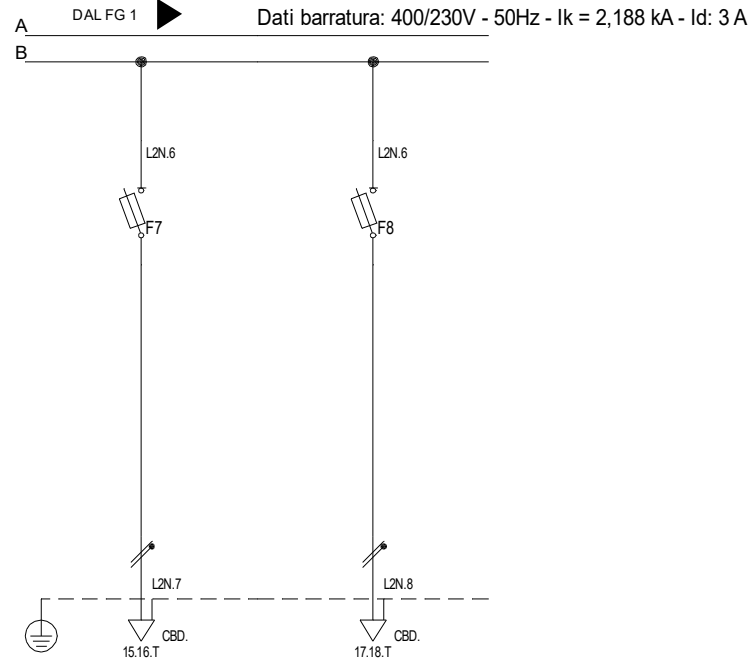 DAL FG 1
Dati barratura: 400/230V - 50Hz - Ik = 2,188 kA - Id: 3 A
A
B
L2N.6
L2N.6
F7
F8
L2N.7
L2N.8
CBD.
CBD.
15.16.T
17.18.T